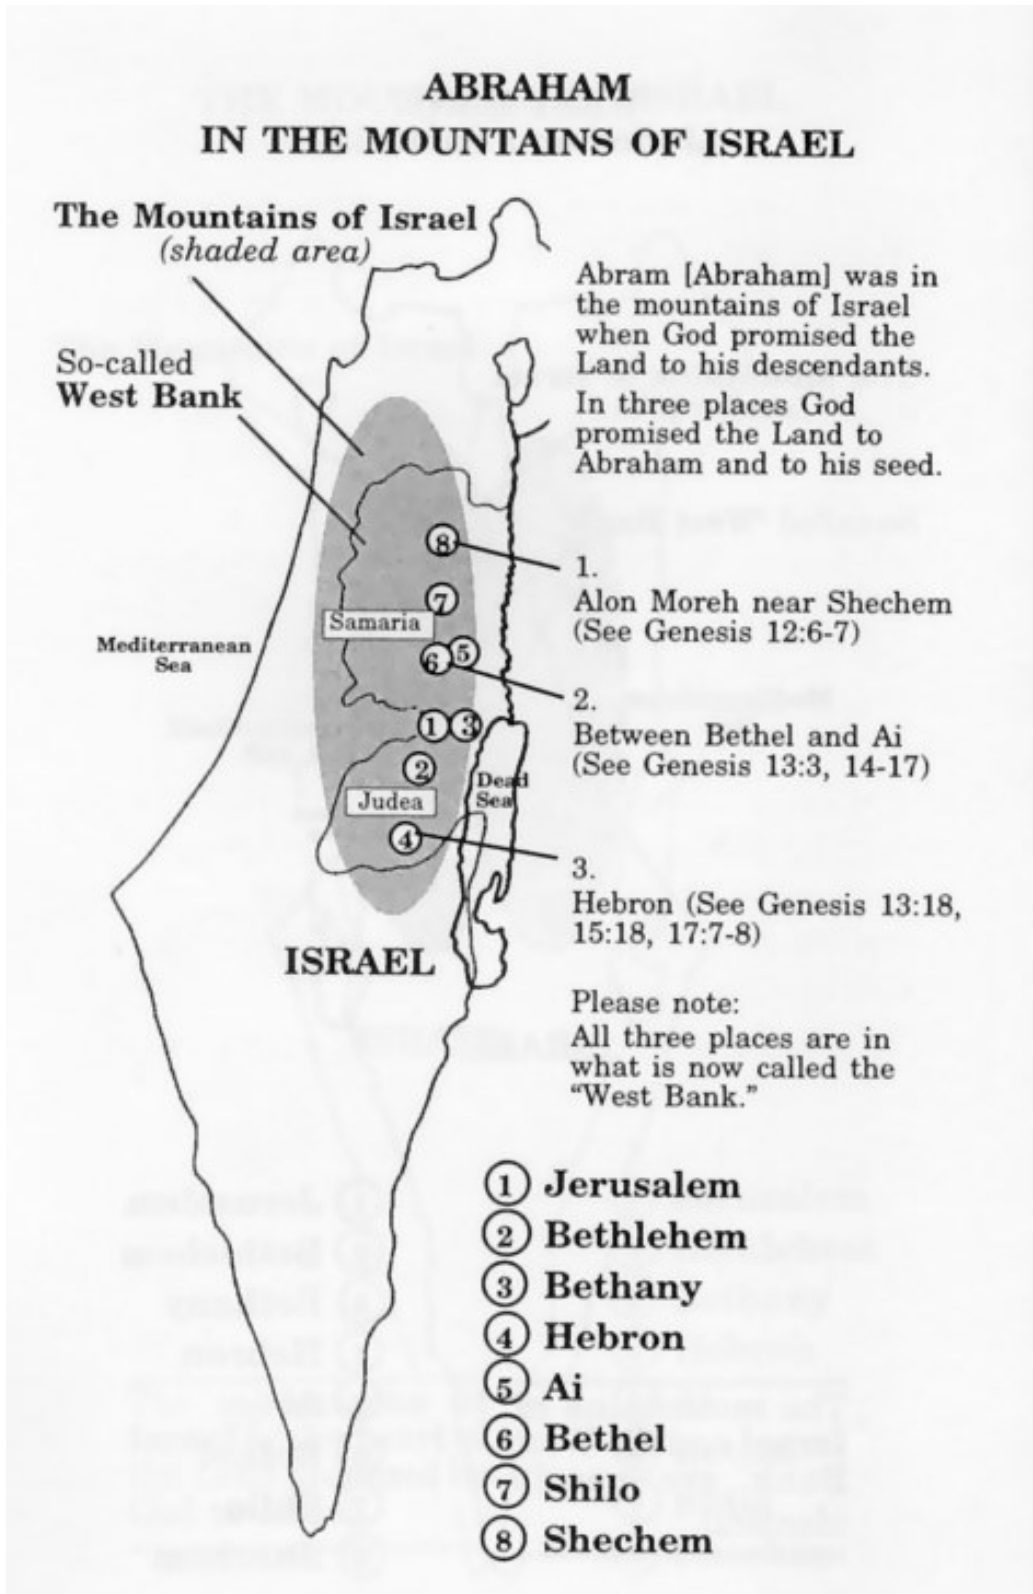 ABRAHAM
IN THE MOUNTAINS OF ISRAEL
The Mountains of Israel
(shaded area)
So-called
West Bank
Abram [Abraham] was in
the mountains of Israel
when God promised the
Land to his descendants.
In three places God
promised the Land to
Abraham and to his seed.
8
1.
Alon Moreh near Shechem
(See Genesis 12:6-7)
7
Samaria
Mediterranean
Sea
6
5
2.
Between Bethel and Ai
(See Genesis 13:3, 14-17)
1
3
2
Dead
Sea
Judea
4
3.
Hebron (See Genesis 13:18,
15:18, 17:7-8)
ISRAEL
Please note:
All three places are in
what is now called the
“West Bank.”
1 Jerusalem
2 Bethlehem
3 Bethany
4 Hebron
5 Ai
6 Bethel
7 Shilo
8 Shechem